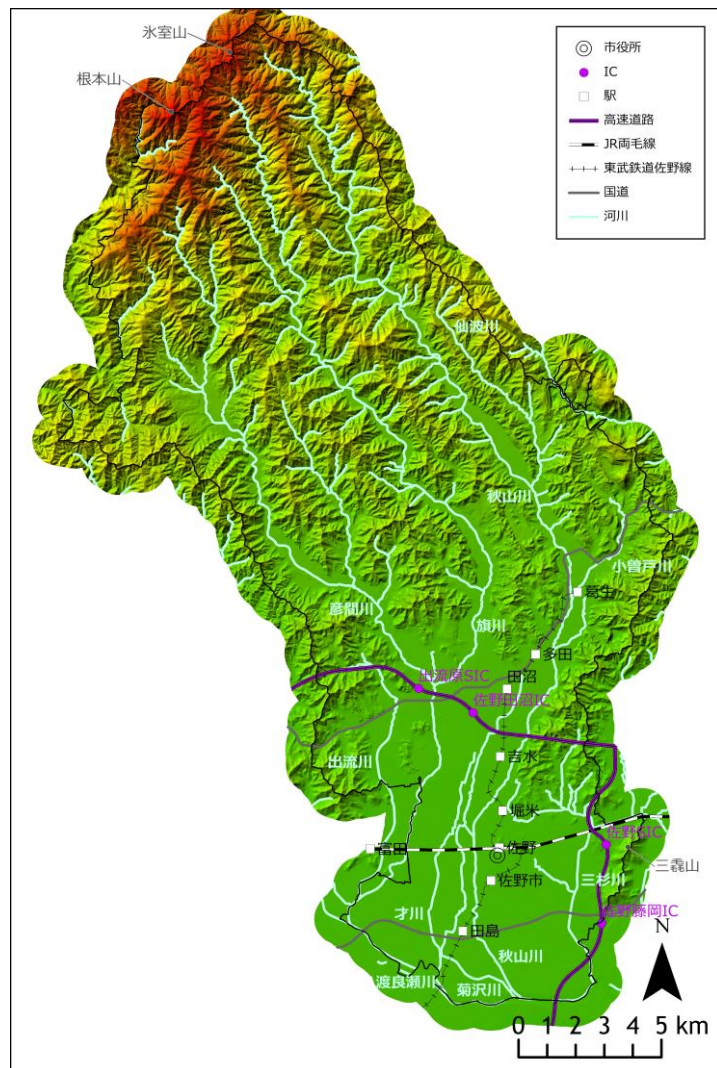 氷室山
根本山
市役所
IC
駅
高速道路
JR両毛線
東武鉄道佐野線
国道
河川
仙波川
秋山川
小曽戸川
葛生
彦間川
旗川
多田
出流原SIC
田沼
佐野田沼IC
吉水
出流川
堀米
佐野SIC
富田
佐野
三毳山
佐野市
三杉川
才川
佐野藤岡IC
田島
N
秋山川
渡良瀬川
菊沢川
0 1 2 3 4 5 km